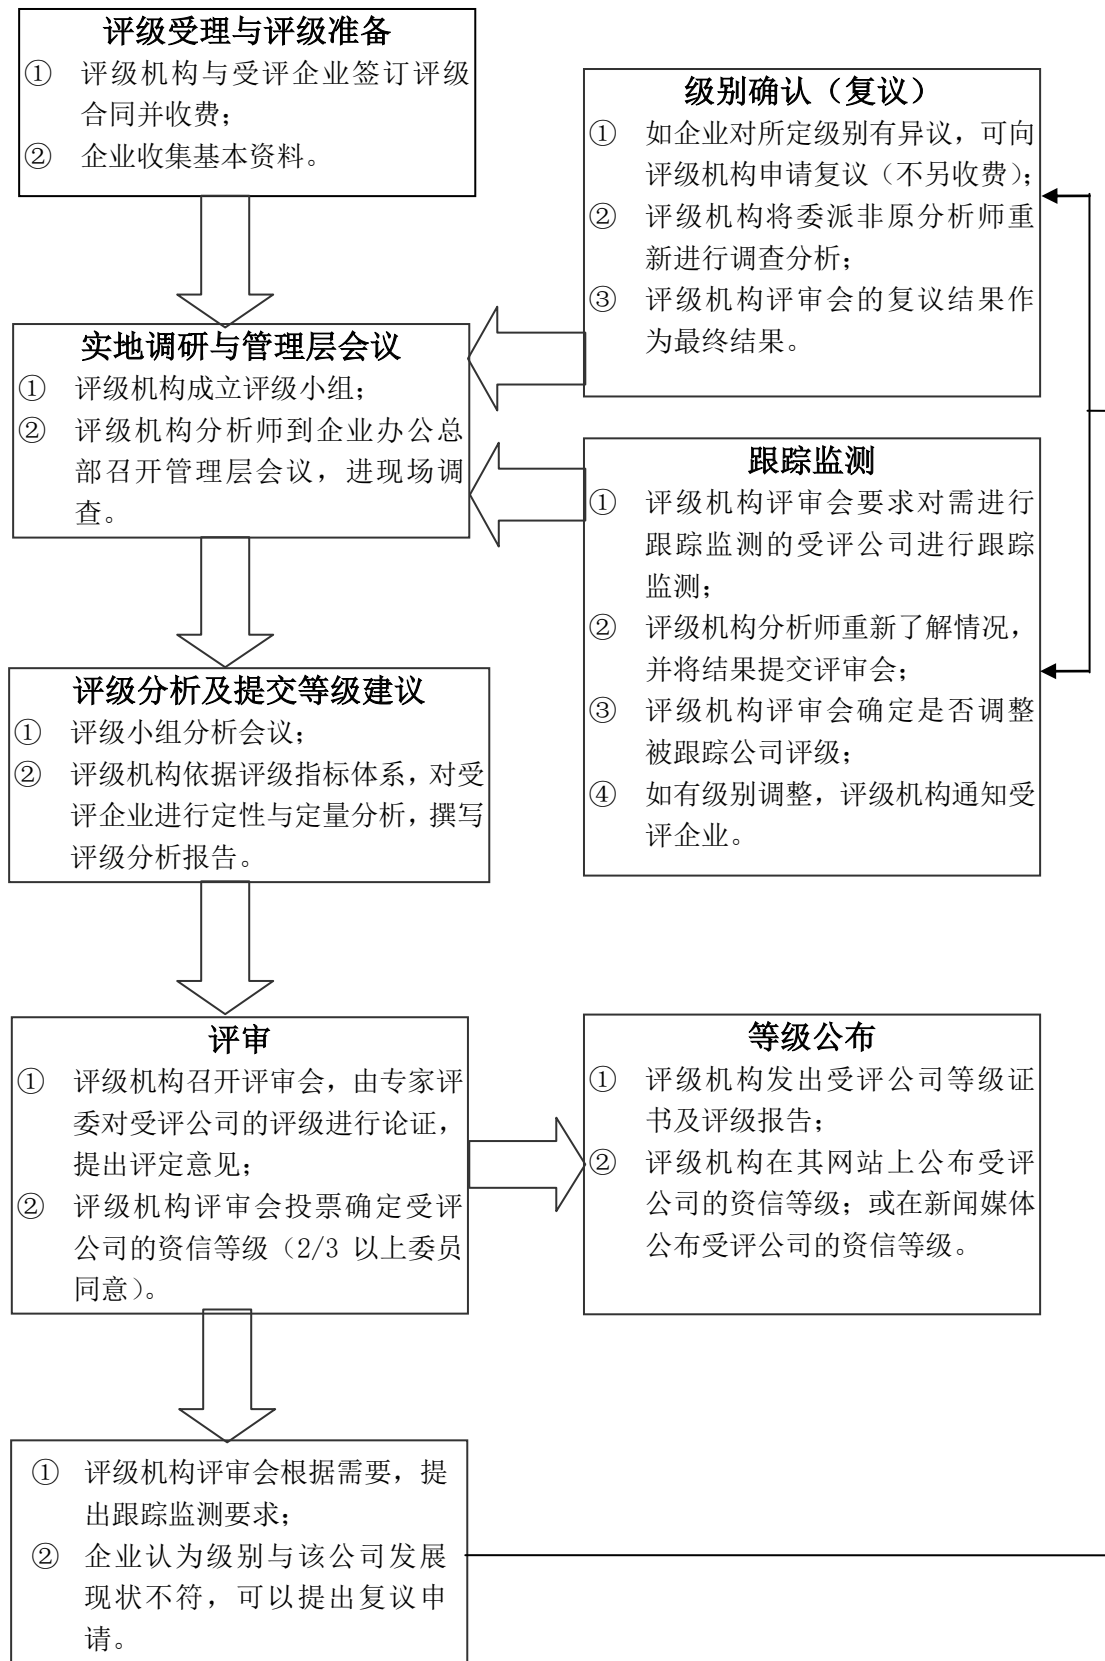 评级受理与评级准备
① 评级机构与受评企业签订评级
合同并收费；
② 企业收集基本资料。
实地调研与管理层会议
① 评级机构成立评级小组；
② 评级机构分析师到企业办公总
部召开管理层会议，进现场调
查。
评级分析及提交等级建议
① 评级小组分析会议；
② 评级机构依据评级指标体系，对受
评企业进行定性与定量分析，撰写
评级分析报告。
评审
① 评级机构召开评审会，由专家评
委对受评公司的评级进行论证，
提出评定意见；
② 评级机构评审会投票确定受评
公司的资信等级（2/3 以上委员
同意）。
① 评级机构评审会根据需要，提
出跟踪监测要求；
② 企业认为级别与该公司发展
现状不符，可以提出复议申
请。
级别确认（复议）
① 如企业对所定级别有异议，可向
评级机构申请复议（不另收费）；
② 评级机构将委派非原分析师重
新进行调查分析；
③ 评级机构评审会的复议结果作
为最终结果。
跟踪监测
① 评级机构评审会要求对需进行
跟踪监测的受评公司进行跟踪
监测；
② 评级机构分析师重新了解情况，
并将结果提交评审会；
③ 评级机构评审会确定是否调整
被跟踪公司评级；
④ 如有级别调整，评级机构通知受
评企业。
等级公布
① 评级机构发出受评公司等级证
书及评级报告；
② 评级机构在其网站上公布受评
公司的资信等级；或在新闻媒体
公布受评公司的资信等级。